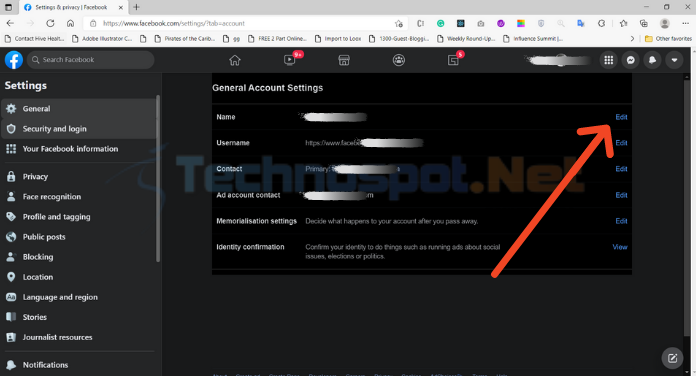 Settings & privacy | Facebook
https://www.facebook.com/settings/?tab=account
Contact Hive Healt...
Adobe Illustrator C...
Pirates of the Carib...
gg
FREE 2 Part Online...
Import to Loox
1300-Guest-Bloggi...
Weekly Round-Up...
Influence Summit (...
Other favorites
Search Facebook
9+
5
Settings
General
Security and login
Your Facebook information
Privacy
Face recognition
Profile and tagging
Public posts
Blocking
Location
Language and region
Stories
Journalist resources
Notifications
General Account Settings
Name Edit
Username https://www.faceb Edit
Contact Primary: Edit
Ad account contact m Edit
Memorialisation settings Decide what happens to your account after you pass away. Edit
Identity confirmation Confirm your identity to do things such as running ads about social View
issues, elections or politics.
Technospot.Net